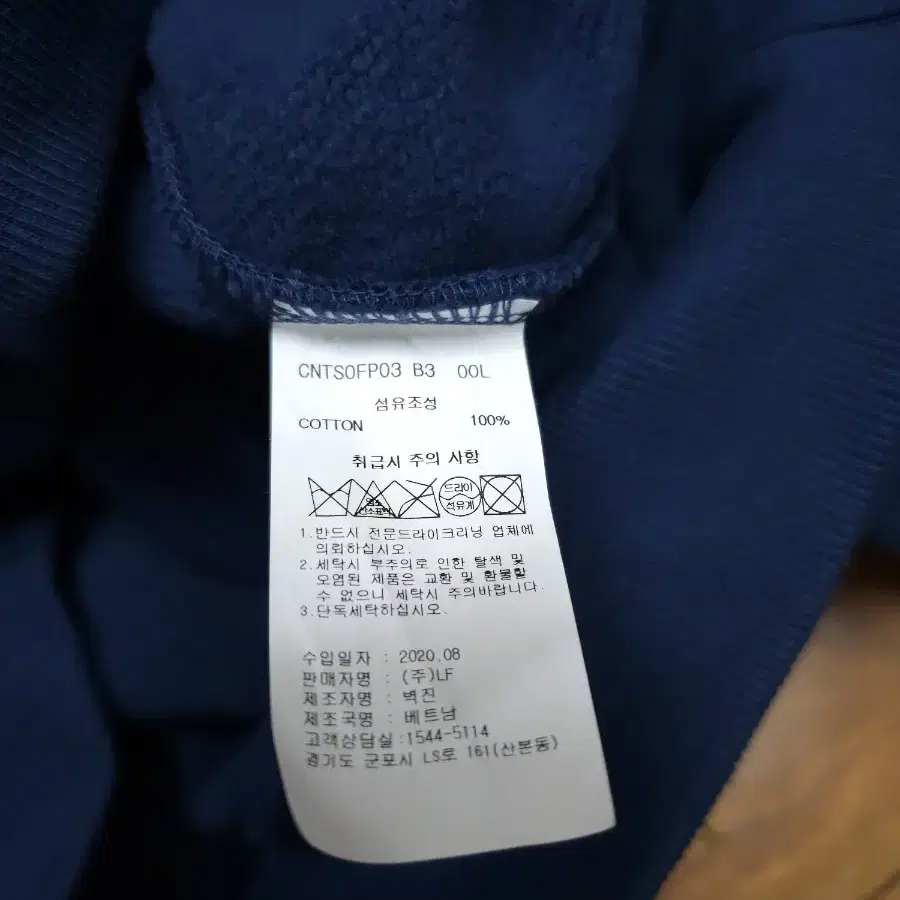 CNTS0FP03 B3 00L
섬유조성
COTTON 100%
취급시 주의 사항
염소 산소표백
드라이 석유계
1.반드시 전문드라이크리닝 업체에
의뢰하십시오.
2.세탁시 부주의로 인한 탈색 및
오염된 제품은 교환 및 환불할
수 없으니 세탁시 주의바랍니다.
3.단독세탁하십시오.
수입일자 : 2020.08
판매자명 : (주)LF
제조자명 : 벽진
제조국명 : 베트남
고객상담실:1544-5114
경기도 군포시 LS로 161(산본동)